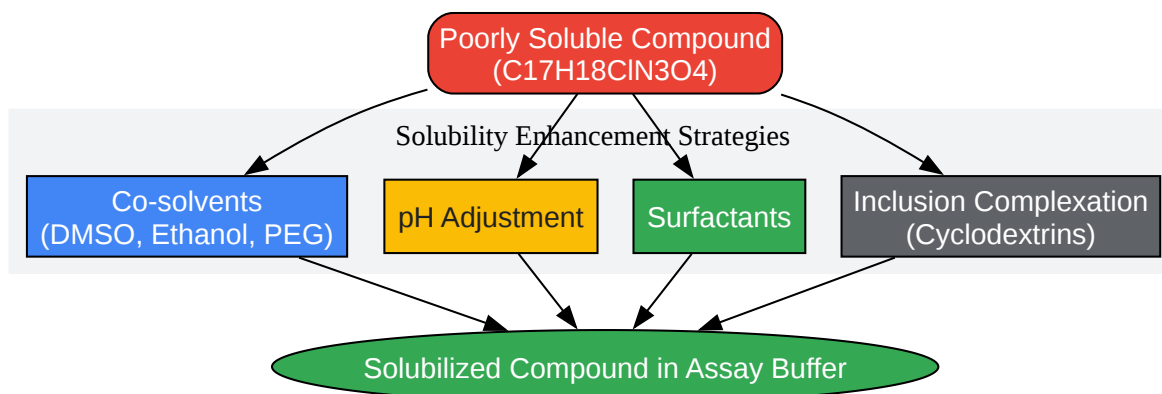 Poorly Soluble Compound
(C17H18ClN3O4)
Solubility Enhancement Strategies
Co-solvents
(DMSO, Ethanol, PEG)
pH Adjustment
Surfactants
Inclusion Complexation
(Cyclodextrins)
Solubilized Compound in Assay Buffer